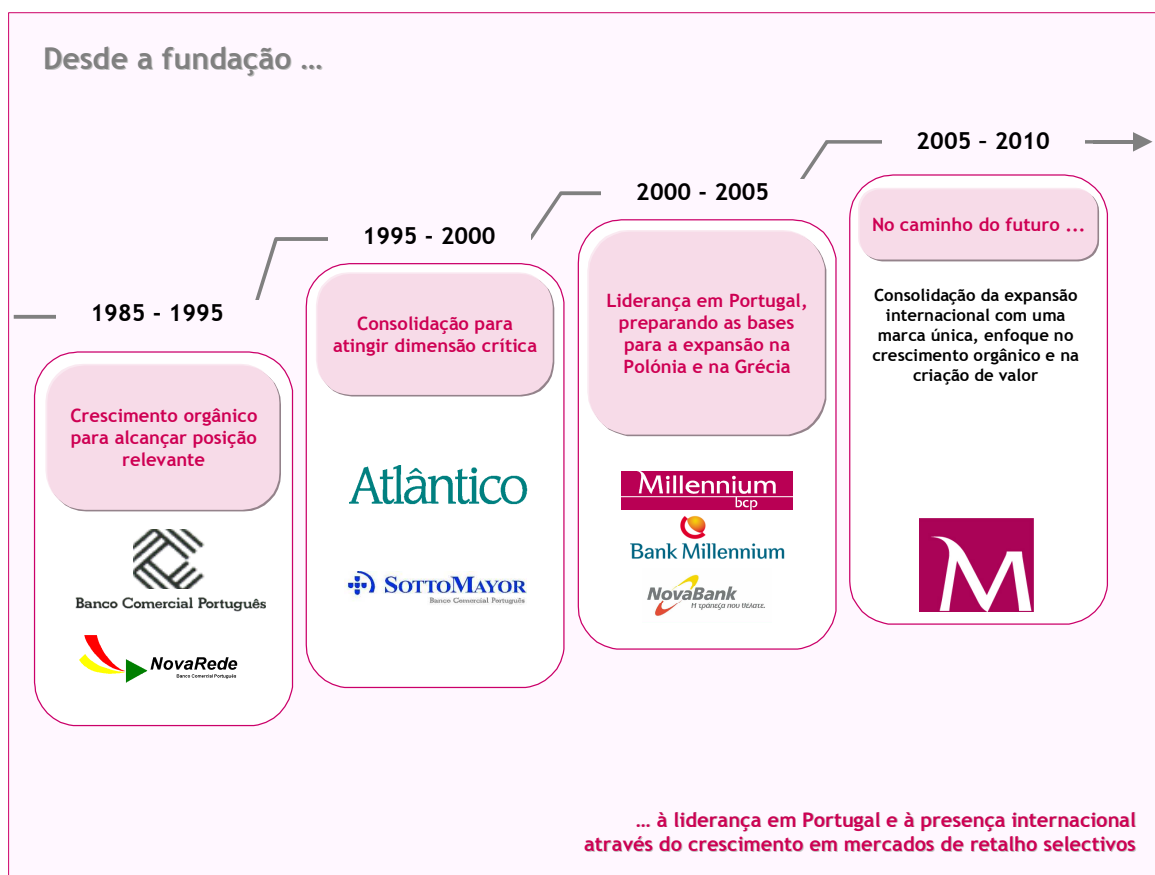 Desde a fundação ...
1985 - 1995
Crescimento orgânico
para alcançar posição
relevante
Banco Comercial Português
NovaRede
Banco Comercial Português
1995 - 2000
Consolidação para
atingir dimensão crítica
Atlântico
SOTTOMAYOR
Banco Comercial Português
2000 - 2005
Liderança em Portugal,
preparando as bases
para a expansão na
Polónia e na Grécia
Millennium
bcp
Bank Millennium
NovaBank
Η τράπεζα που θέλατε.
2005 – 2010
No caminho do futuro ...
Consolidação da expansão
internacional com uma
marca única, enfoque no
crescimento orgânico e na
criação de valor
M
... à liderança em Portugal e à presença internacional
através do crescimento em mercados de retalho selectivos